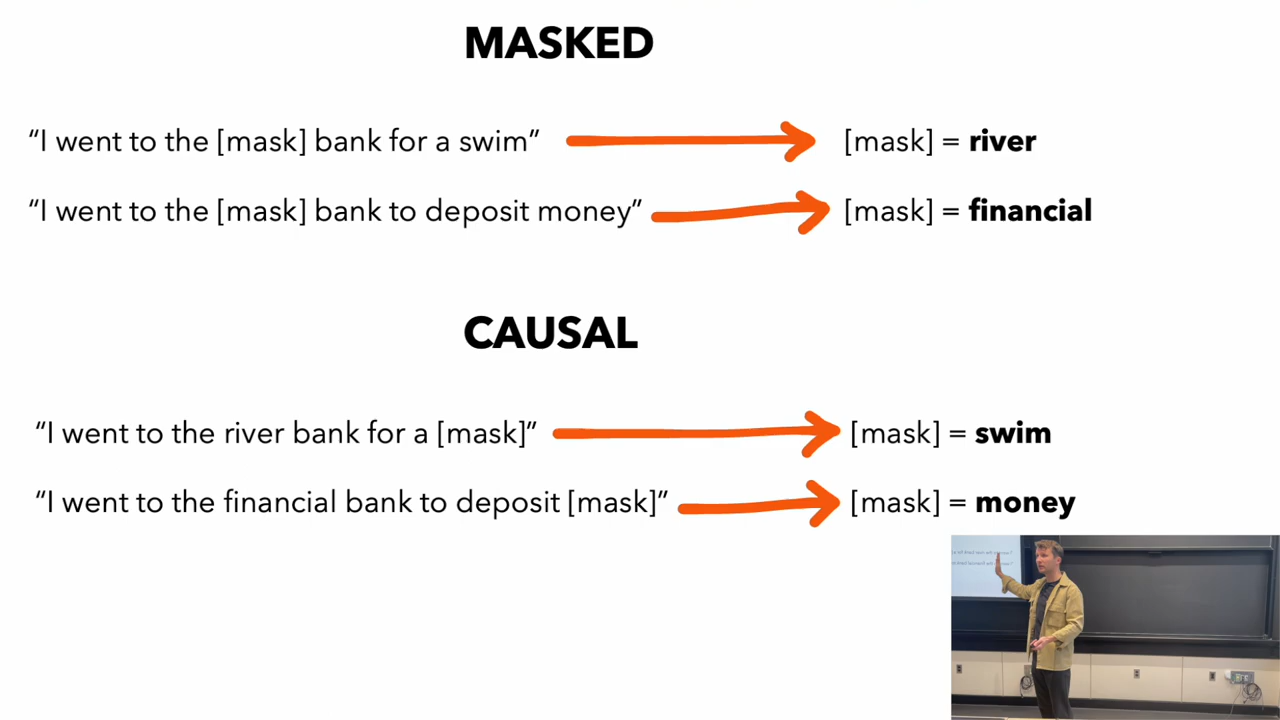 MASKED
“I went to the [mask] bank for a swim” [mask] = river
“I went to the [mask] bank to deposit money” [mask] = financial
CAUSAL
“I went to the river bank for a [mask]” [mask] = swim
“I went to the financial bank to deposit [mask]” [mask] = money